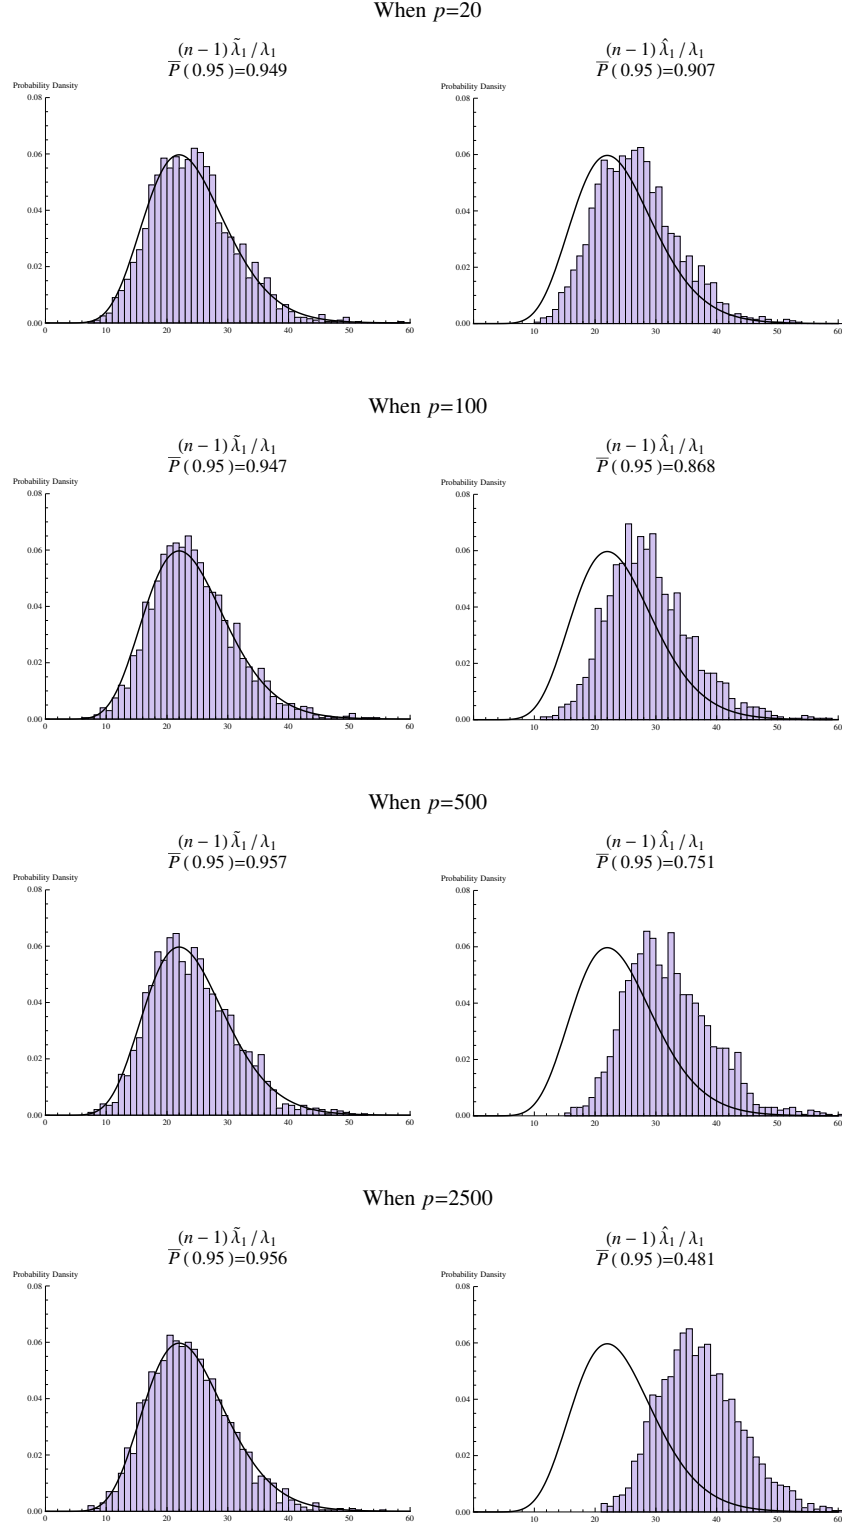 When p=20
(n − 1) λ̃₁ / λ₁
P̅ ( 0.95 )=0.949
Probability Density
0.08
0.06
0.04
0.02
0.00
0 10 20 30 40 50 60
(n − 1) λ̂₁ / λ₁
P̅ ( 0.95 )=0.907
Probability Density
0.08
0.06
0.04
0.02
0.00
10 20 30 40 50 60
When p=100
(n − 1) λ̃₁ / λ₁
P̅ ( 0.95 )=0.947
Probability Density
0.08
0.06
0.04
0.02
0.00
0 10 20 30 40 50 60
(n − 1) λ̂₁ / λ₁
P̅ ( 0.95 )=0.868
Probability Density
0.08
0.06
0.04
0.02
0.00
10 20 30 40 50 60
When p=500
(n − 1) λ̃₁ / λ₁
P̅ ( 0.95 )=0.957
Probability Density
0.08
0.06
0.04
0.02
0.00
0 10 20 30 40 50 60
(n − 1) λ̂₁ / λ₁
P̅ ( 0.95 )=0.751
Probability Density
0.08
0.06
0.04
0.02
0.00
10 20 30 40 50 60
When p=2500
(n − 1) λ̃₁ / λ₁
P̅ ( 0.95 )=0.956
Probability Density
0.08
0.06
0.04
0.02
0.00
0 10 20 30 40 50 60
(n − 1) λ̂₁ / λ₁
P̅ ( 0.95 )=0.481
Probability Density
0.08
0.06
0.04
0.02
0.00
10 20 30 40 50 60